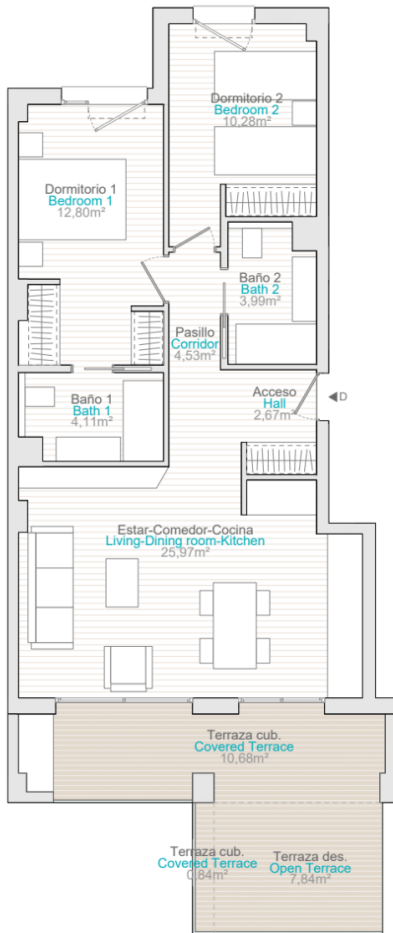 Dormitorio 2
Bedroom 2
10,28m²
Dormitorio 1
Bedroom 1
12,80m²
Baño 2
Bath 2
3,99m²
Pasillo
Corridor
4,53m²
Acceso
Hall
2,67m²
D
Baño 1
Bath 1
4,11m²
Estar-Comedor-Cocina
Living-Dining room-Kitchen
25,97m²
Terraza cub.
Covered Terrace
10,68m²
Terraza cub.
Covered Terrace
0,84m²
Terraza des.
Open Terrace
7,84m²